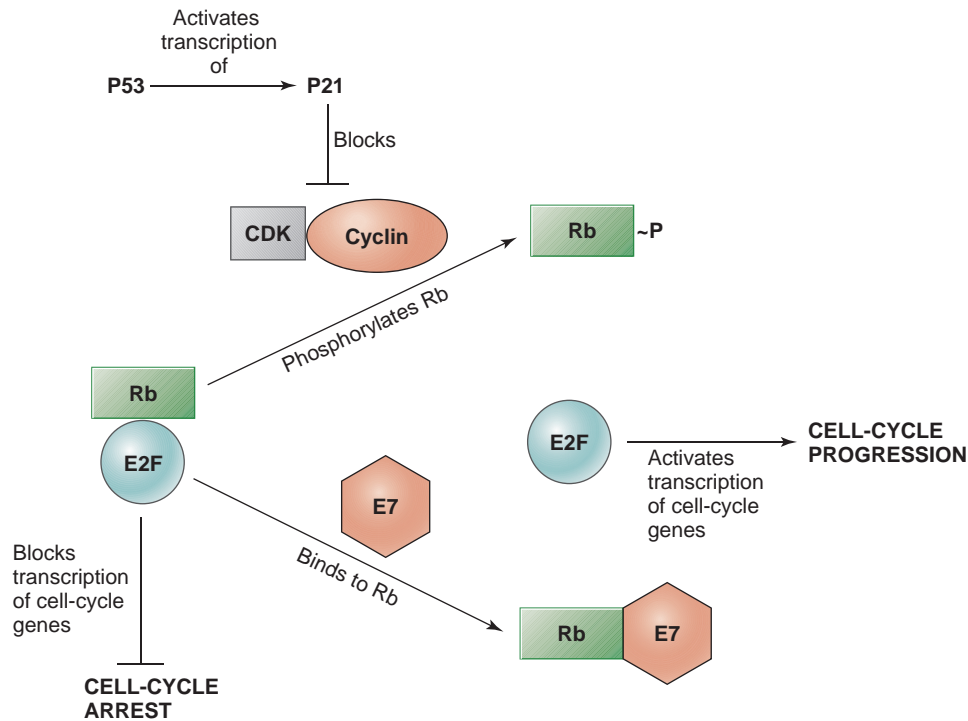 Activates
transcription
of
P53
P21
Blocks
CDK
Cyclin
Rb
~P
Phosphorylates Rb
Rb
E2F
E2F
Activates
transcription
of cell-cycle
genes
CELL-CYCLE
PROGRESSION
E7
Binds to Rb
Blocks
transcription
of cell-cycle
genes
Rb
E7
CELL-CYCLE
ARREST